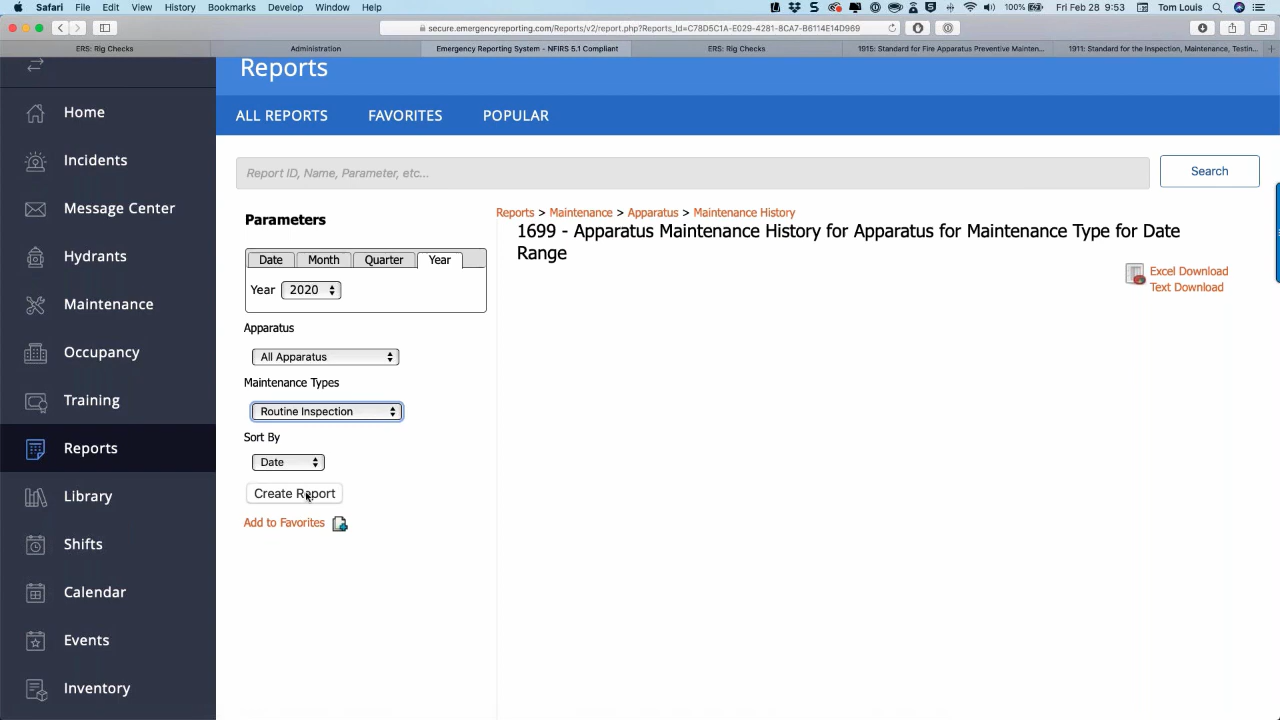 Safari File Edit View History Bookmarks Develop Window Help
100% Fri Feb 28 9:53 Tom Louis
secure.emergencyreporting.com/Reports/v2/report.php?Reports_Id=C78D5C1A-E029-4281-8CA7-B6114E14D969
ERS: Rig Checks
Administration
Emergency Reporting System - NFIRS 5.1 Compliant
ERS: Rig Checks
1915: Standard for Fire Apparatus Preventive Mainten...
1911: Standard for the Inspection, Maintenance, Testin...
Reports
ALL REPORTS FAVORITES POPULAR
Report ID, Name, Parameter, etc...
Search
Home
Incidents
Message Center
Hydrants
Maintenance
Occupancy
Training
Reports
Library
Shifts
Calendar
Events
Inventory
Parameters
Date Month Quarter Year
Year 2020
Apparatus
All Apparatus
Maintenance Types
Routine Inspection
Sort By
Date
Create Report
Add to Favorites
Reports > Maintenance > Apparatus > Maintenance History
1699 - Apparatus Maintenance History for Apparatus for Maintenance Type for Date
Range
Excel Download
Text Download